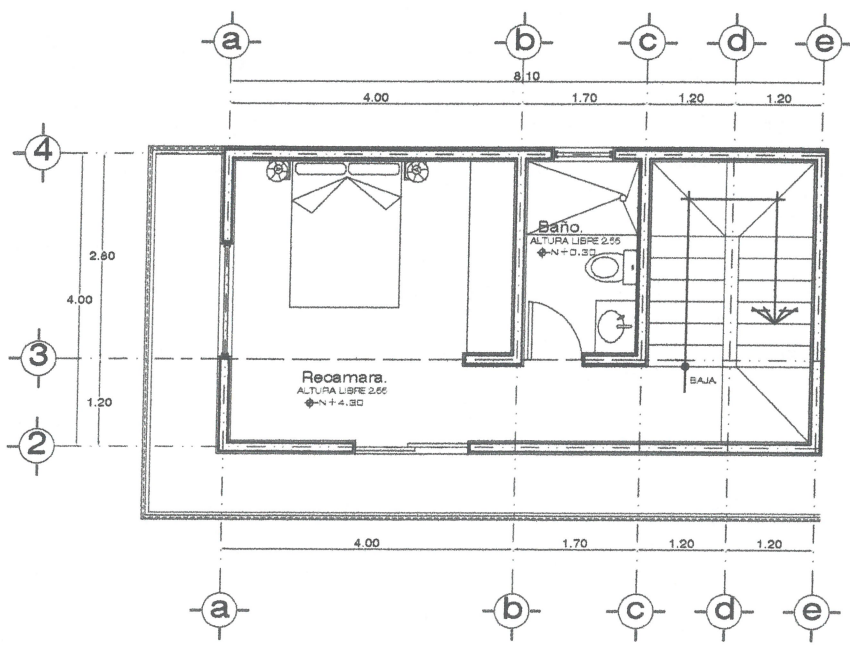 a b c d e
8.10
4.00 1.70 1.20 1.20
4
2.80
4.00
Baño.
ALTURA LIBRE 2.55
N+0.30
3
Recamara.
ALTURA LIBRE 2.55
N+4.30
BAJA
1.20
2
4.00 1.70 1.20 1.20
a b c d e